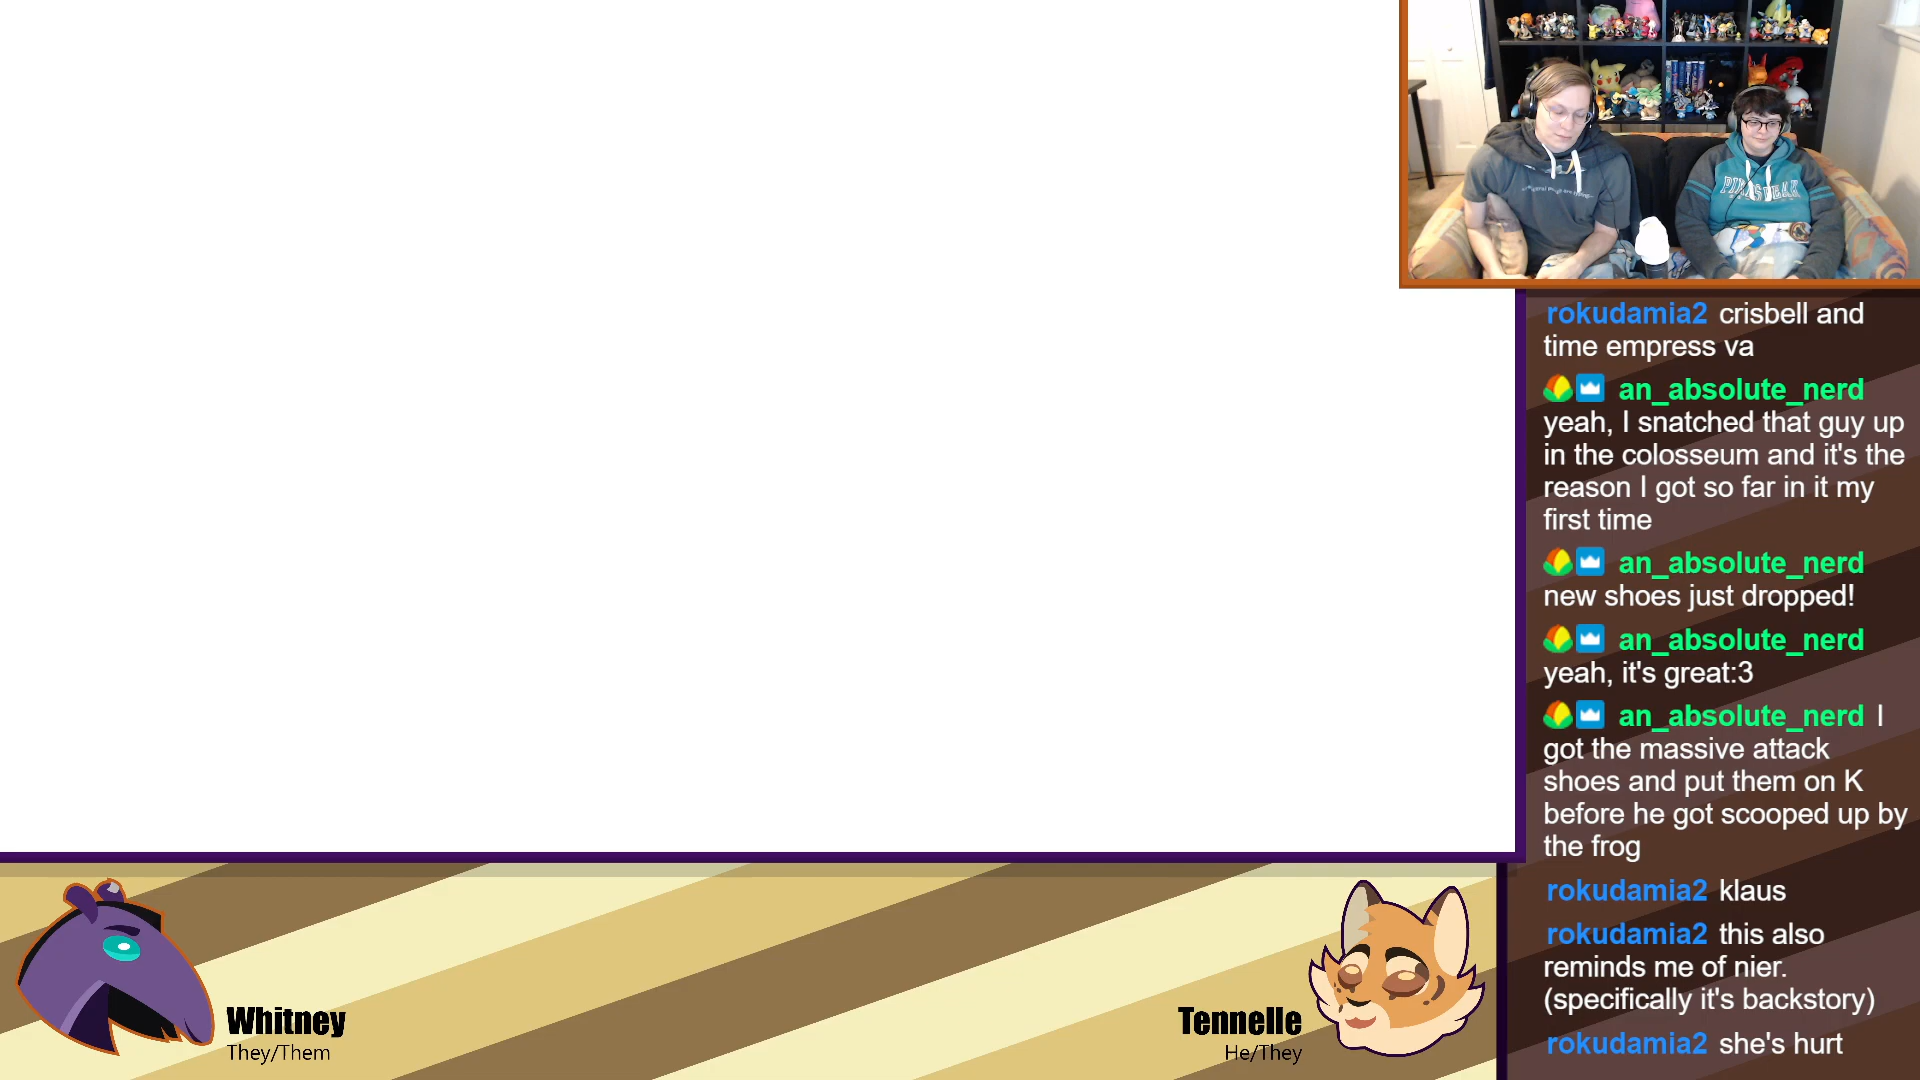 rokudamia2 crisbell and
time empress va
an_absolute_nerd
yeah, I snatched that guy up
in the colosseum and it's the
reason I got so far in it my
first time
an_absolute_nerd
new shoes just dropped!
an_absolute_nerd
yeah, it's great:3
an_absolute_nerd I
got the massive attack
shoes and put them on K
before he got scooped up by
the frog
rokudamia2 klaus
rokudamia2 this also
reminds me of nier.
(specifically it's backstory)
rokudamia2 she's hurt
Whitney
They/Them
Tennelle
He/They